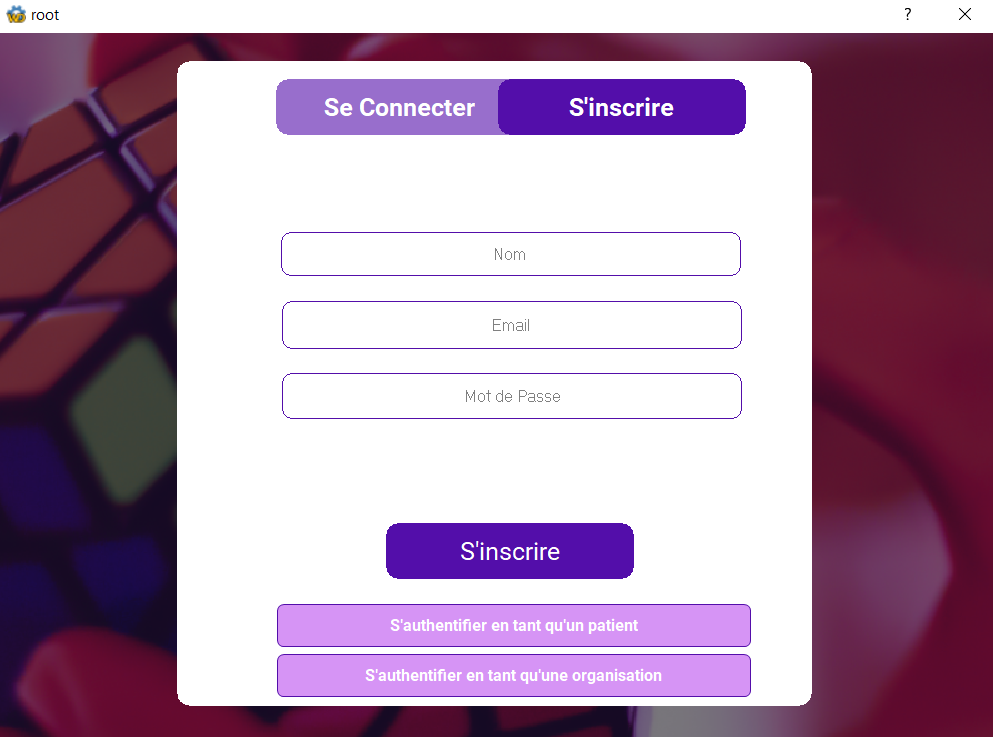 root
?
Se Connecter
S'inscrire
Nom
Email
Mot de Passe
S'inscrire
S'authentifier en tant qu'un patient
S'authentifier en tant qu'une organisation